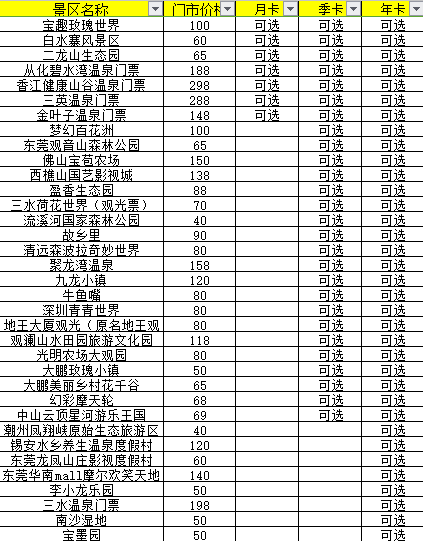 景区名称 门市价格 月卡 季卡 年卡
宝趣玫瑰世界 100 可选 可选 可选
白水寨风景区 60 可选 可选 可选
二龙山生态园 65 可选 可选 可选
从化碧水湾温泉门票 188 可选 可选 可选
香江健康山谷温泉门票 298 可选 可选 可选
三英温泉门票 288 可选 可选 可选
金叶子温泉门票 148 可选 可选 可选
梦幻百花洲 100 可选 可选
东莞观音山森林公园 65 可选 可选
佛山宝苞农场 150 可选 可选
西樵山国艺影视城 138 可选 可选
盈香生态园 88 可选 可选
三水荷花世界（观光票） 70 可选 可选
流溪河国家森林公园 40 可选 可选
故乡里 90 可选 可选
清远森波拉奇妙世界 80 可选 可选
聚龙湾温泉 158 可选 可选
九龙小镇 120 可选 可选
牛鱼嘴 80 可选 可选
深圳青青世界 80 可选 可选
地王大厦观光（原名地王观 80 可选 可选
观澜山水田园旅游文化园 118 可选 可选
光明农场大观园 80 可选 可选
大鹏玫瑰小镇 50 可选 可选
大鹏美丽乡村花千谷 65 可选 可选
幻彩摩天轮 68 可选 可选
中山云顶星河游乐王国 69 可选 可选
潮州凤翔峡原始生态旅游区 40 可选
锡安水乡养生温泉度假村 120 可选
东莞龙凤山庄影视度假村 60 可选
东莞华南mall摩尔欢笑天地 140 可选
李小龙乐园 50 可选
三水温泉门票 198 可选
南沙湿地 50 可选
宝墨园 50 可选